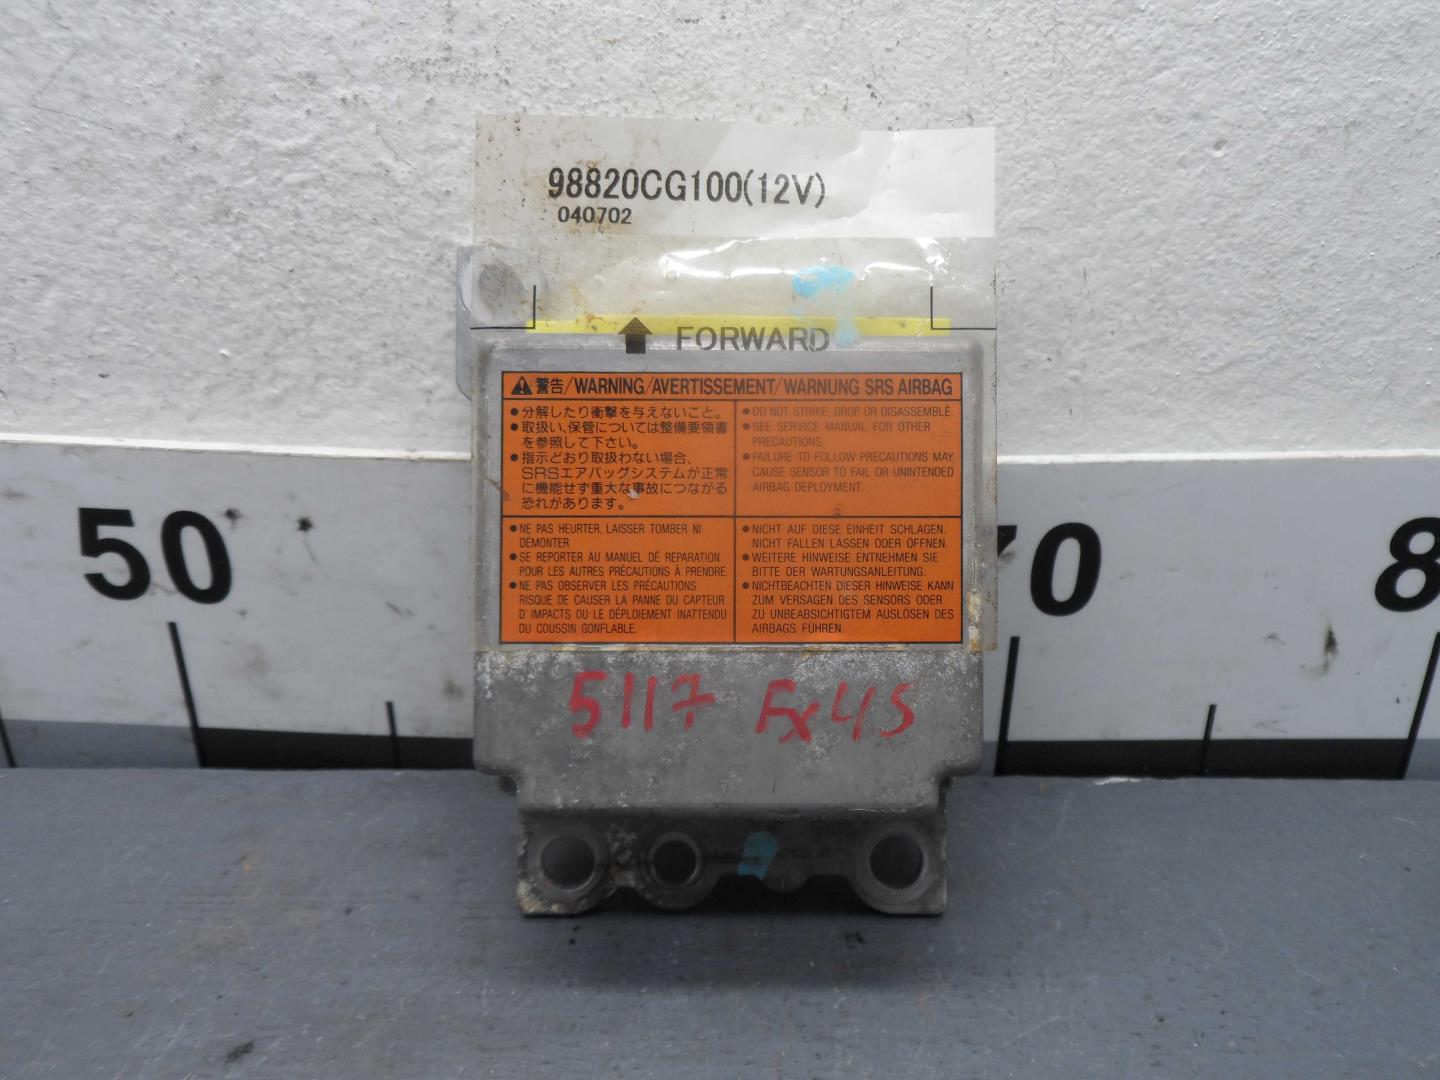 98820CG100(12V)
040702
FORWARD
警告/WARNING/AVERTISSEMENT/WARNUNG SRS AIRBAG
●分解したり衝撃を与えないこと。
●取扱い、保管については整備要領書
を参照して下さい。
●指示どおり取扱わない場合、
SRSエアバッグシステムが正常
に機能せず重大な事故につながる
恐れがあります。
●DO NOT STRIKE, DROP OR DISASSEMBLE.
●SEE SERVICE MANUAL FOR OTHER
PRECAUTIONS.
●FAILURE TO FOLLOW PRECAUTIONS MAY
CAUSE SENSOR TO FAIL OR UNINTENDED
AIRBAG DEPLOYMENT.
●NE PAS HEURTER, LAISSER TOMBER NI
DÉMONTER
●SE REPORTER AU MANUEL DE RÉPARATION
POUR LES AUTRES PRÉCAUTIONS À PRENDRE.
●NE PAS OBSERVER LES PRÉCAUTIONS
RISQUE DE CAUSER LA PANNE DU CAPTEUR
D'IMPACTS OU LE DÉPLOIEMENT INATTENDU
DU COUSSIN GONFLABLE.
●NICHT AUF DIESE EINHEIT SCHLAGEN,
NICHT FALLEN LASSEN ODER ÖFFNEN.
●WEITERE HINWEISE ENTNEHMEN SIE
BITTE DER WARTUNGSANLEITUNG.
●NICHTBEACHTEN DIESER HINWEISE KANN
ZUM VERSAGEN DES SENSORS ODER
ZU UNBEABSICHTIGTEM AUSLÖSEN DES
AIRBAGS FÜHREN.
50
70
8
5117 Fx45